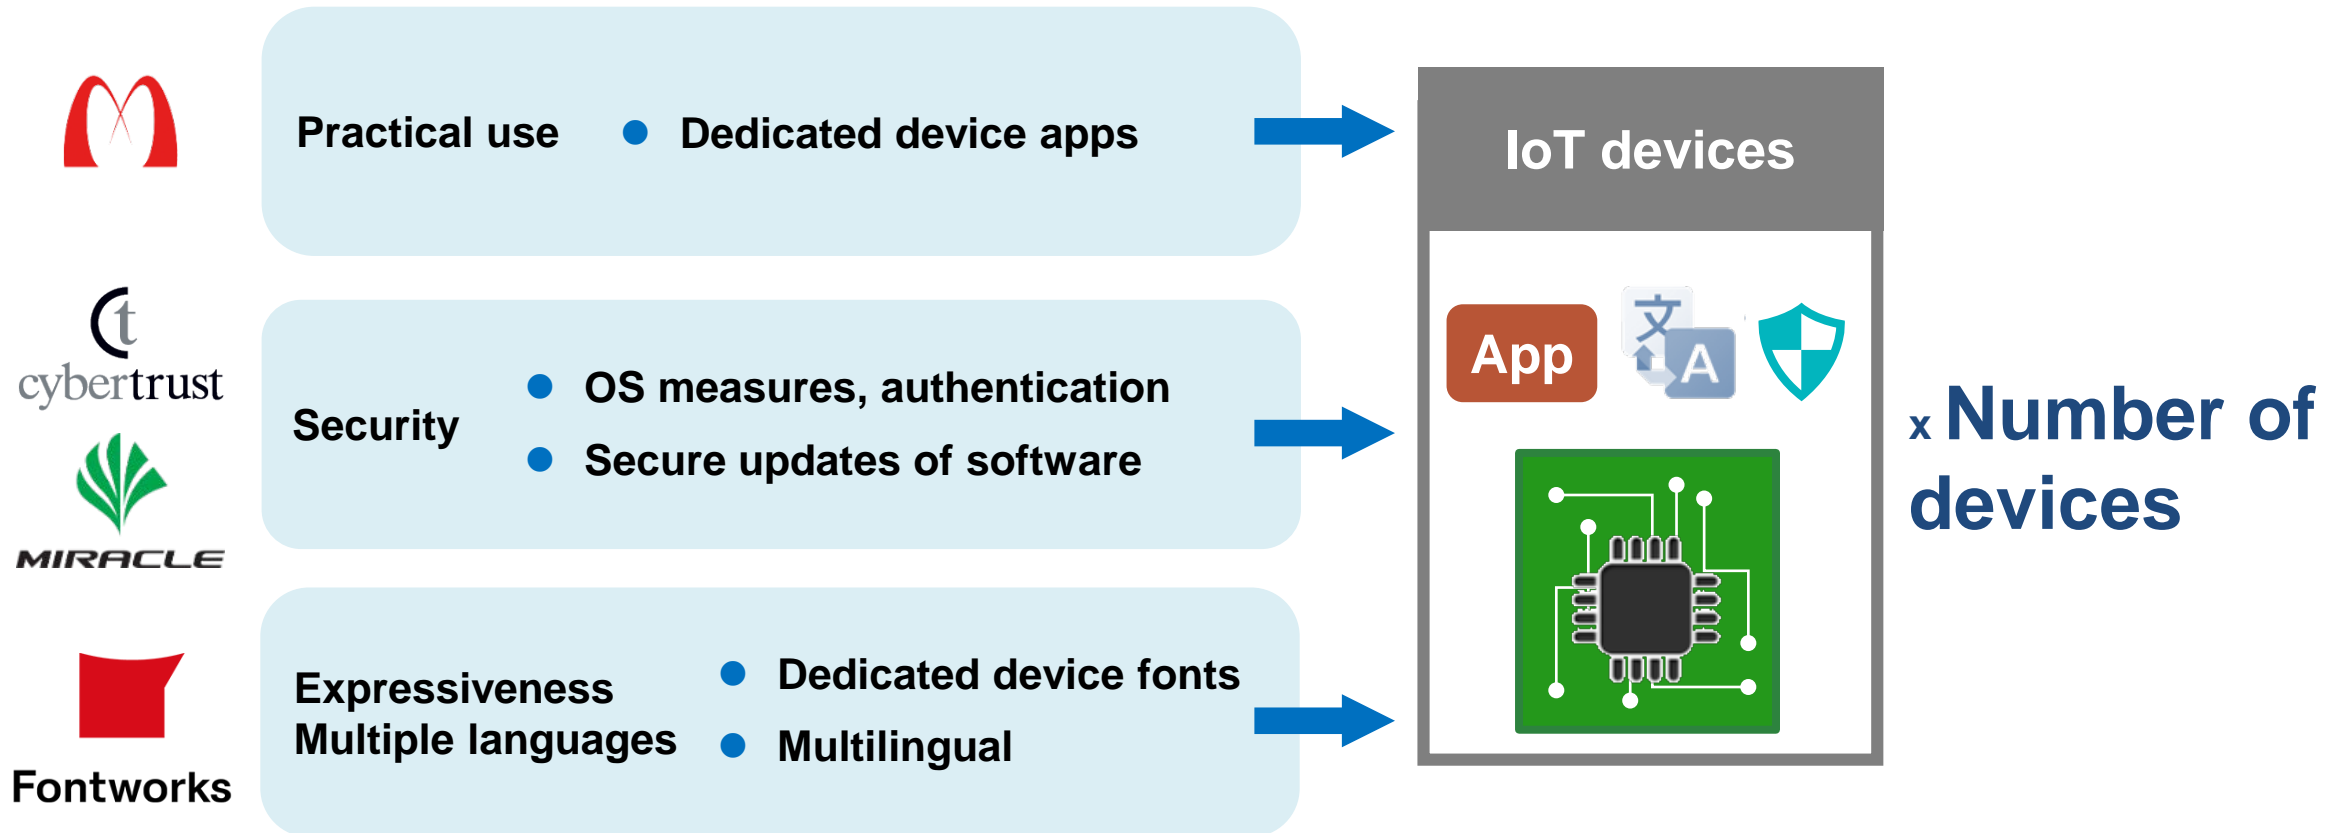 Practical use
● Dedicated device apps
IoT devices
cybertrust
MIRACLE
Security
● OS measures, authentication
● Secure updates of software
App
文
A
x Number of
devices
Fontworks
Expressiveness
Multiple languages
● Dedicated device fonts
● Multilingual